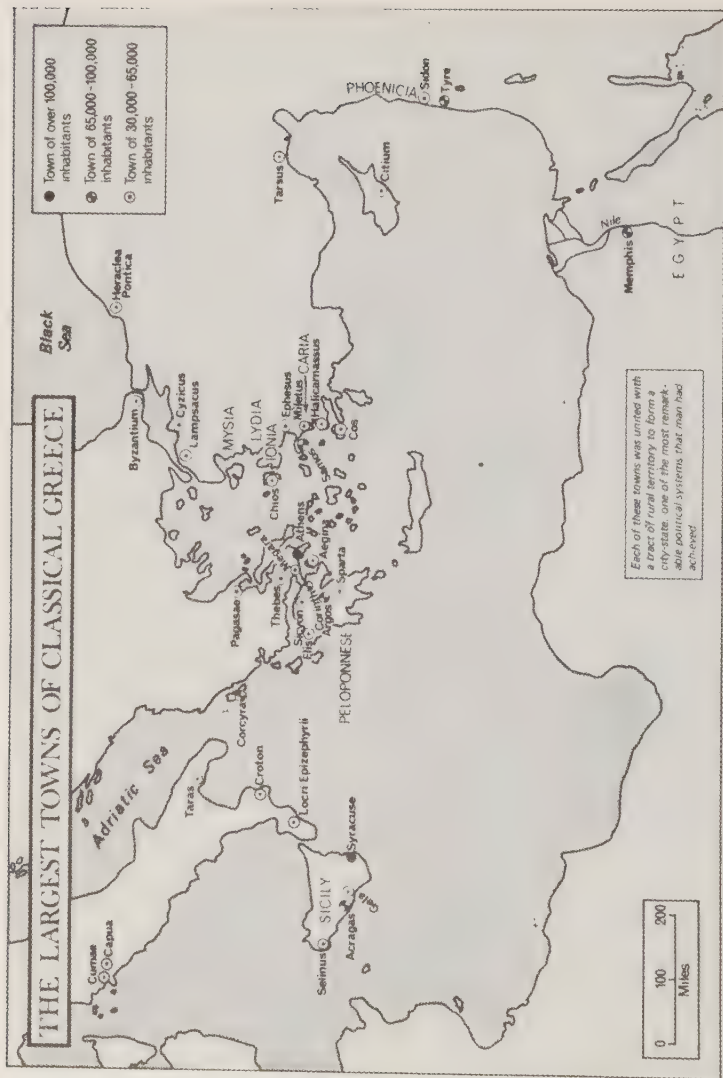 THE LARGEST TOWNS OF CLASSICAL GREECE
Town of over 100,000
inhabitants
Town of 65,000-100,000
inhabitants
Town of 30,000-65,000
inhabitants
Black
Sea
Adriatic Sea
Cumae
Capua
Taras
Croton
Locri Epizephyrii
SICILY
Selinus
Acragas
Gela
Syracuse
Corcyra
Pagasae
Thebes
Megara
Athens
Sicyon
Elis
Corinth
Aegina
Argos
Sparta
PELOPONNESE
Byzantium
Heraclea
Pontica
Cyzicus
Lampsacus
MYSIA
LYDIA
IONIA
Chios
Ephesus
Samos
Miletus
CARIA
Halicarnassus
Cos
Tarsus
Citium
PHOENICIA
Sidon
Tyre
Nile
Memphis
EGYPT
Each of these towns was united with
a tract of rural territory to form a
city-state, one of the most remark-
able political systems that man had
ach-eved
0 100 200
Miles